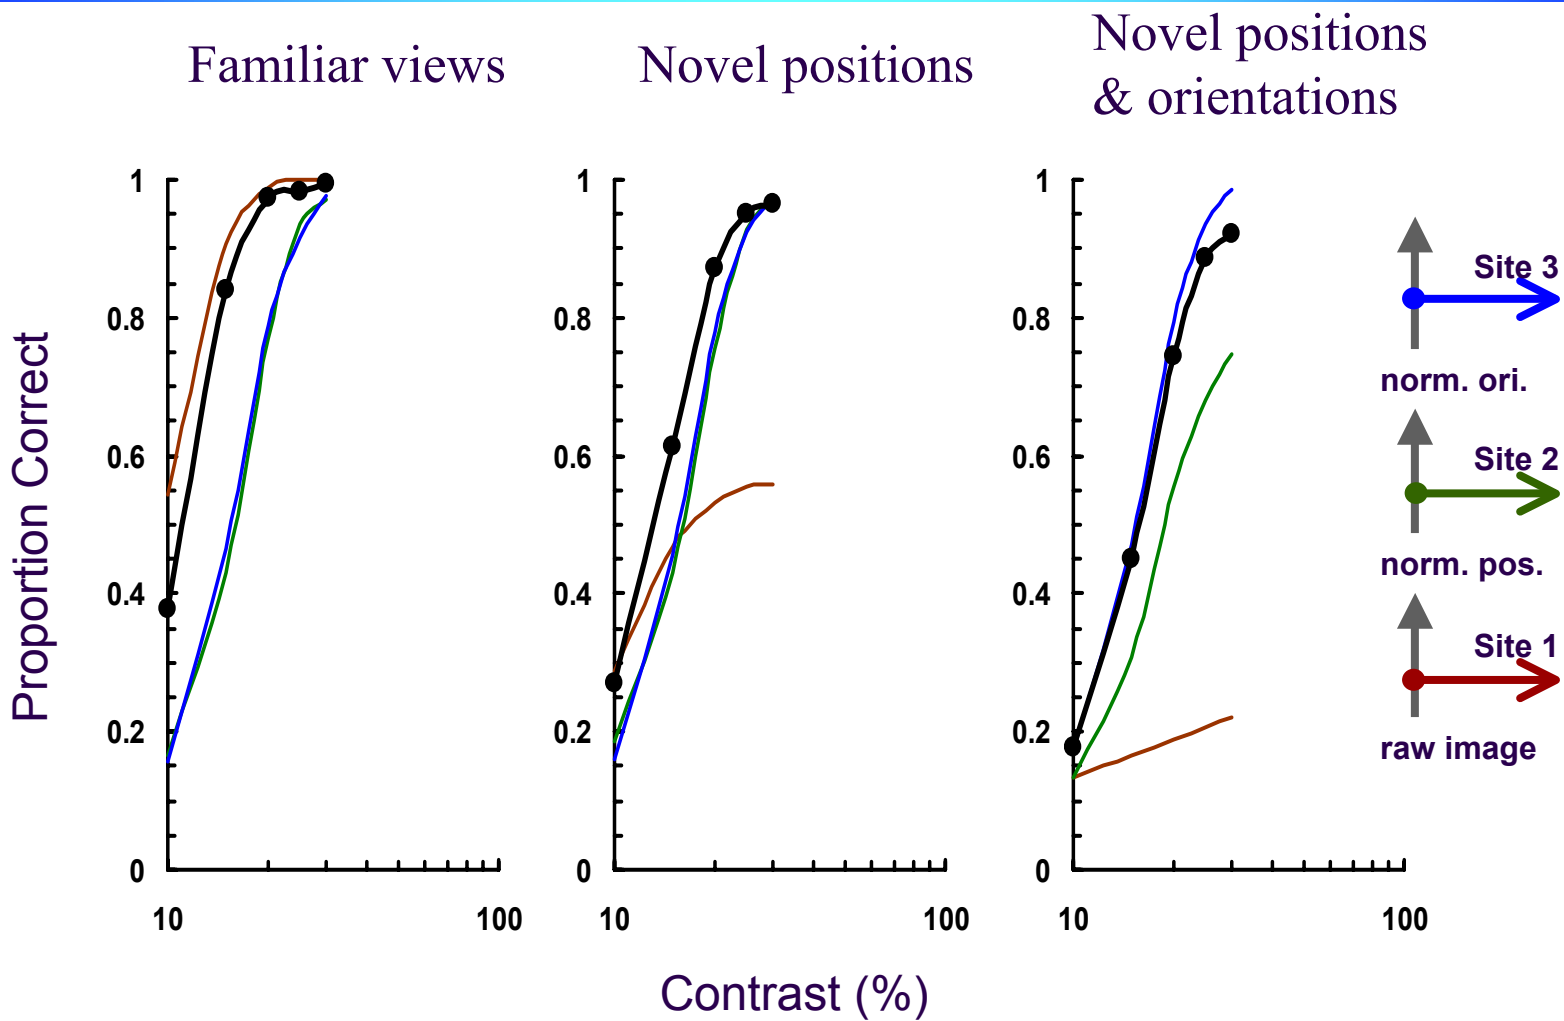 Familiar views
Novel positions
Novel positions
& orientations
Proportion Correct
1
0.8
0.6
0.4
0.2
0
10
100
1
0.8
0.6
0.4
0.2
0
10
100
1
0.8
0.6
0.4
0.2
0
10
100
Contrast (%)
Site 3
norm. ori.
Site 2
norm. pos.
Site 1
raw image